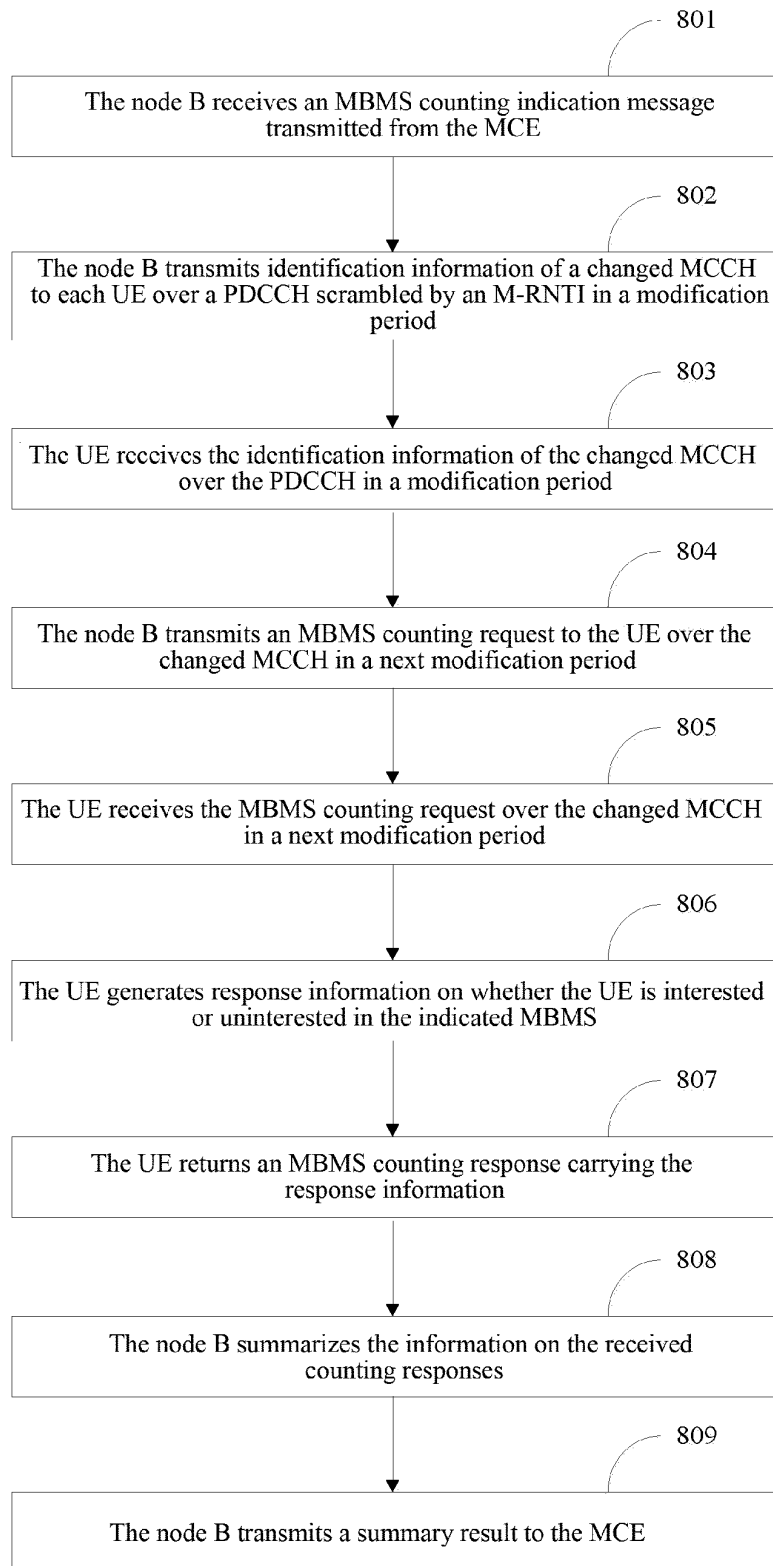 801
The node B receives an MBMS counting indication message
transmitted from the MCE
802
The node B transmits identification information of a changed MCCH
to each UE over a PDCCH scrambled by an M-RNTI in a modification
period
803
The UE receives the identification information of the changed MCCH
over the PDCCH in a modification period
804
The node B transmits an MBMS counting request to the UE over the
changed MCCH in a next modification period
805
The UE receives the MBMS counting request over the changed MCCH
in a next modification period
806
The UE generates response information on whether the UE is interested
or uninterested in the indicated MBMS
807
The UE returns an MBMS counting response carrying the
response information
808
The node B summarizes the information on the received
counting responses
809
The node B transmits a summary result to the MCE